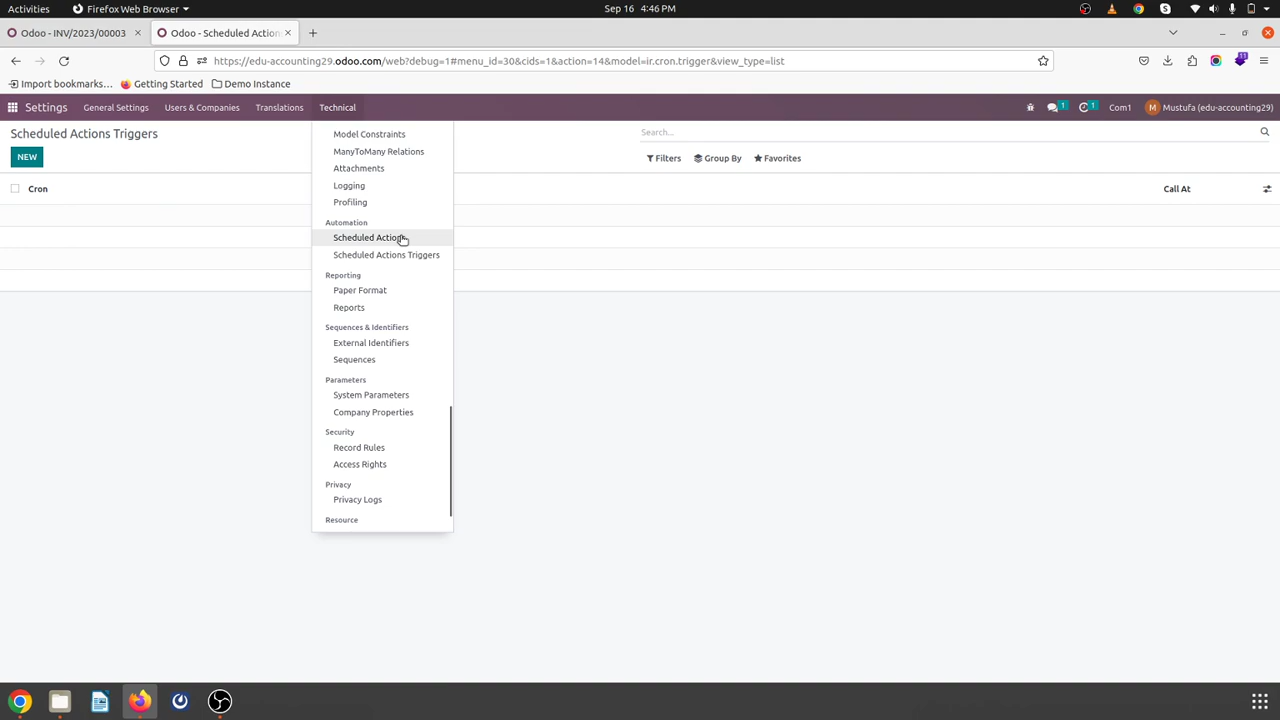 Activities
Firefox Web Browser
Sep 16 4:46 PM
Odoo - INV/2023/00003
Odoo - Scheduled Action
https://edu-accounting29.odoo.com/web?debug=1#menu_id=30&cids=1&action=14&model=ir.cron.trigger&view_type=list
11
Import bookmarks...
Getting Started
Demo Instance
Settings
General Settings
Users & Companies
Translations
Technical
1
1
Com1
M
Mustufa (edu-accounting29)
Scheduled Actions Triggers
Search...
NEW
Filters
Group By
Favorites
Cron
Call At
Model Constraints
ManyToMany Relations
Attachments
Logging
Profiling
Automation
Scheduled Actions
Scheduled Actions Triggers
Reporting
Paper Format
Reports
Sequences & Identifiers
External Identifiers
Sequences
Parameters
System Parameters
Company Properties
Security
Record Rules
Access Rights
Privacy
Privacy Logs
Resource